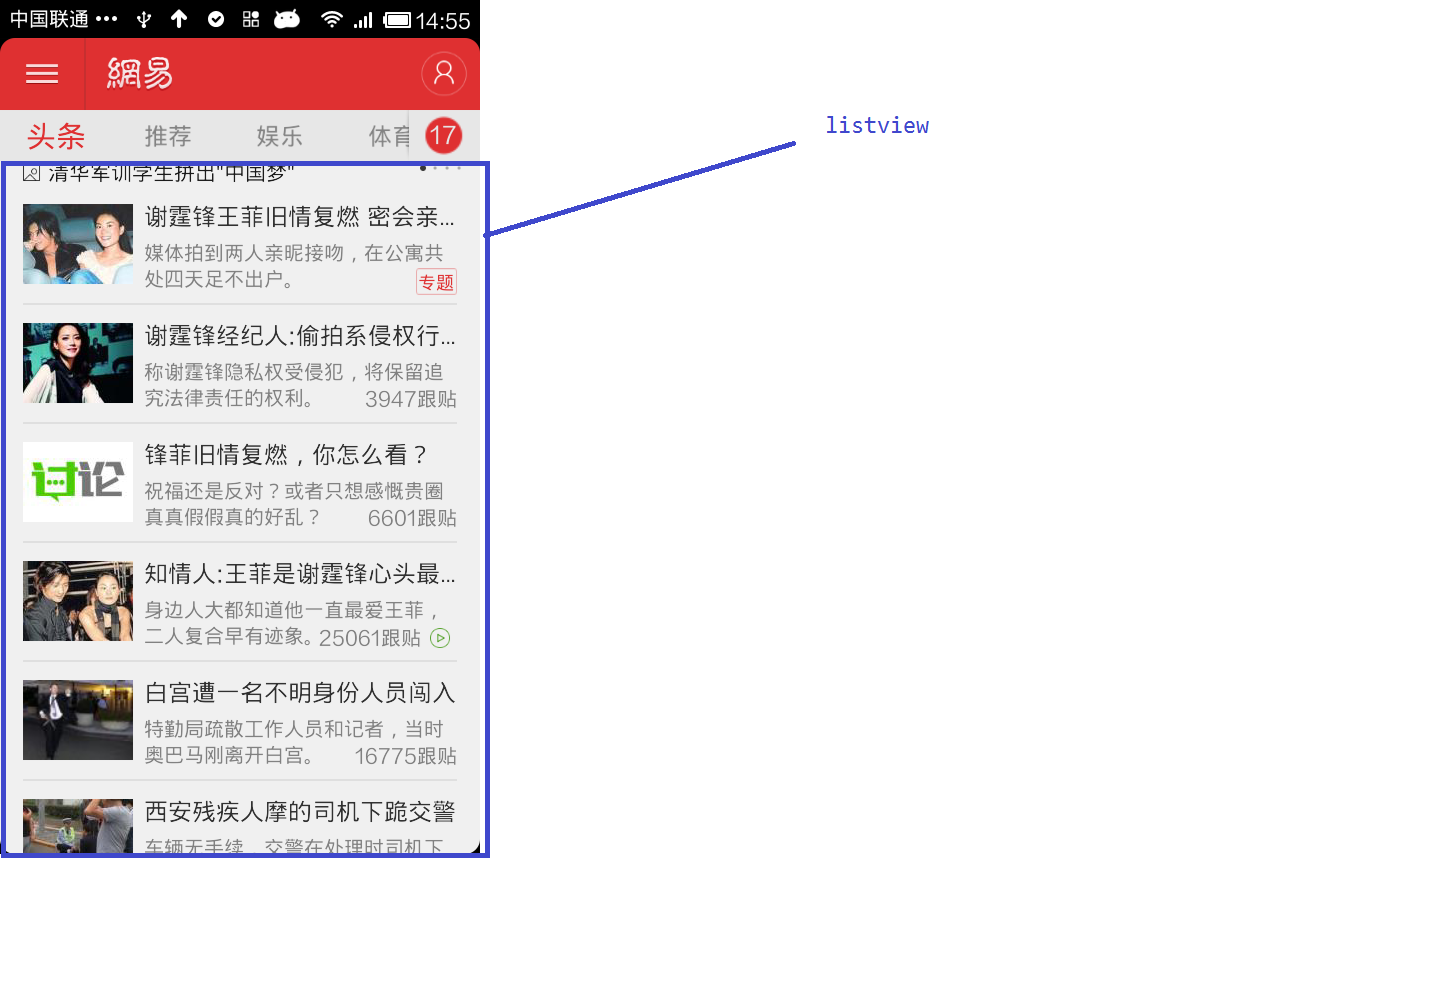 中国联通 ••• 14:55
網易
头条 推荐 娱乐 体育 17
listview
清华军训学生拼出"中国梦"
谢霆锋王菲旧情复燃 密会亲...
媒体拍到两人亲昵接吻，在公寓共
处四天足不出户。 专题
谢霆锋经纪人:偷拍系侵权行...
称谢霆锋隐私权受侵犯，将保留追
究法律责任的权利。 3947跟贴
讨论
锋菲旧情复燃，你怎么看？
祝福还是反对？或者只想感慨贵圈
真真假假真的好乱？ 6601跟贴
知情人:王菲是谢霆锋心头最...
身边人大都知道他一直最爱王菲，
二人复合早有迹象。25061跟贴
白宫遭一名不明身份人员闯入
特勤局疏散工作人员和记者，当时
奥巴马刚离开白宫。 16775跟贴
西安残疾人摩的司机下跪交警
车辆无手续，交警在处理时司机下